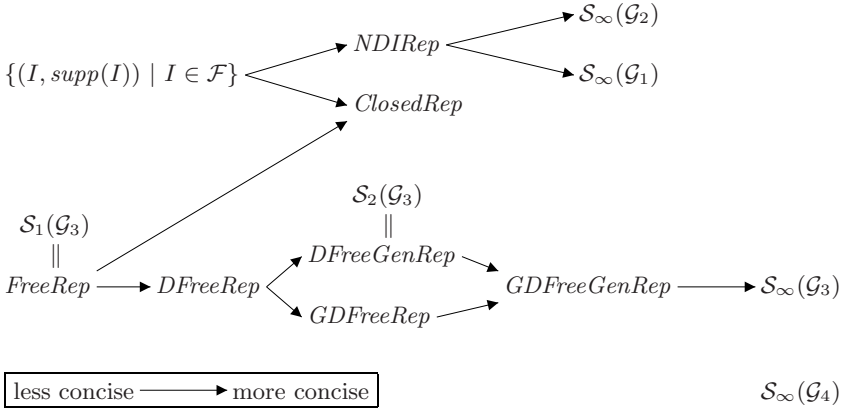 𝒮∞(𝒢2)
NDIRep
{(I, supp(I)) | I ∈ ℱ}
𝒮∞(𝒢1)
ClosedRep
𝒮2(𝒢3)
𝒮1(𝒢3)
||
||
DFreeGenRep
FreeRep
DFreeRep
GDFreeGenRep
𝒮∞(𝒢3)
GDFreeRep
less concise
more concise
𝒮∞(𝒢4)